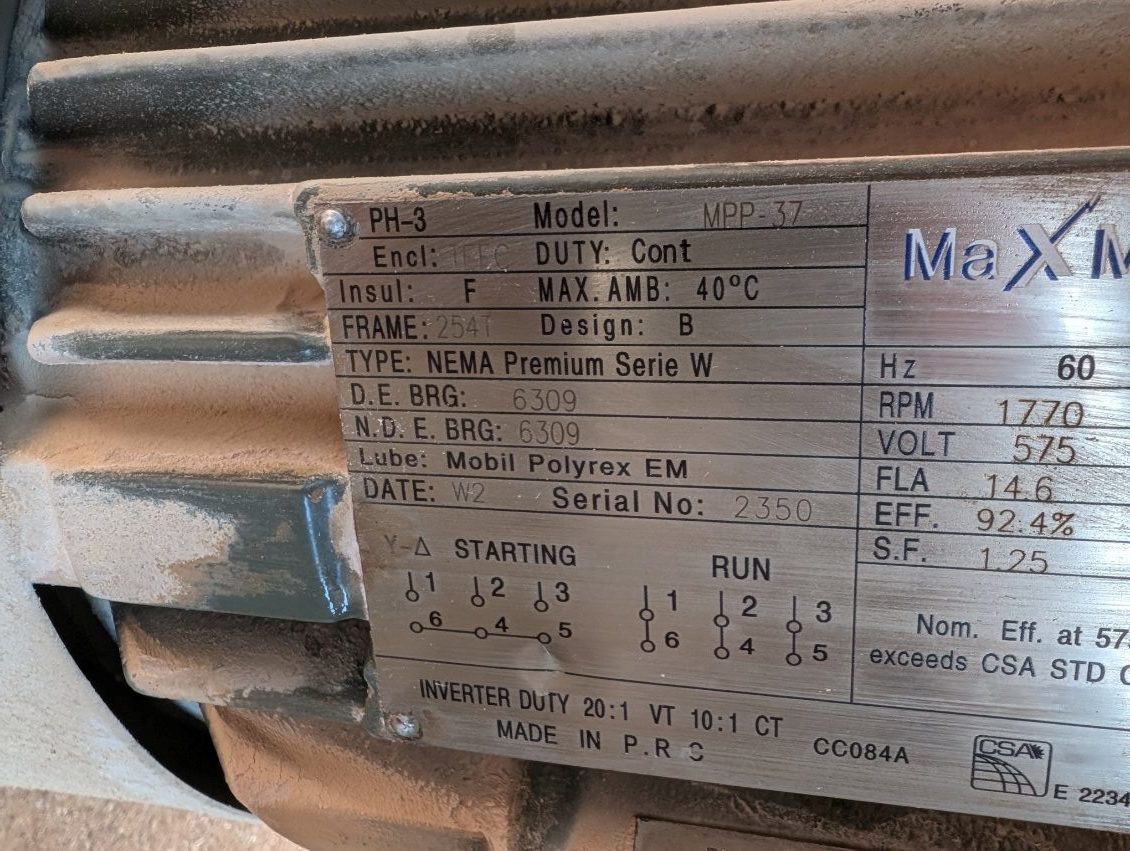 PH-3 Model: MPP-37
Encl: TEFC DUTY: Cont
Insul: F MAX. AMB: 40°C
FRAME: 254T Design: B
TYPE: NEMA Premium Serie W
D.E. BRG: 6309
N.D.E. BRG: 6309
Lube: Mobil Polyrex EM
DATE: W2 Serial No: 2350
Y-Δ STARTING RUN
1 2 3 1 2 3
6 4 5 6 4 5
INVERTER DUTY 20:1 VT 10:1 CT
MADE IN P.R C CC084A
MaXM
Hz 60
RPM 1770
VOLT 575
FLA 14.6
EFF. 92.4%
S.F. 1.25
Nom. Eff. at 57
exceeds CSA STD C
CSA
E 2234